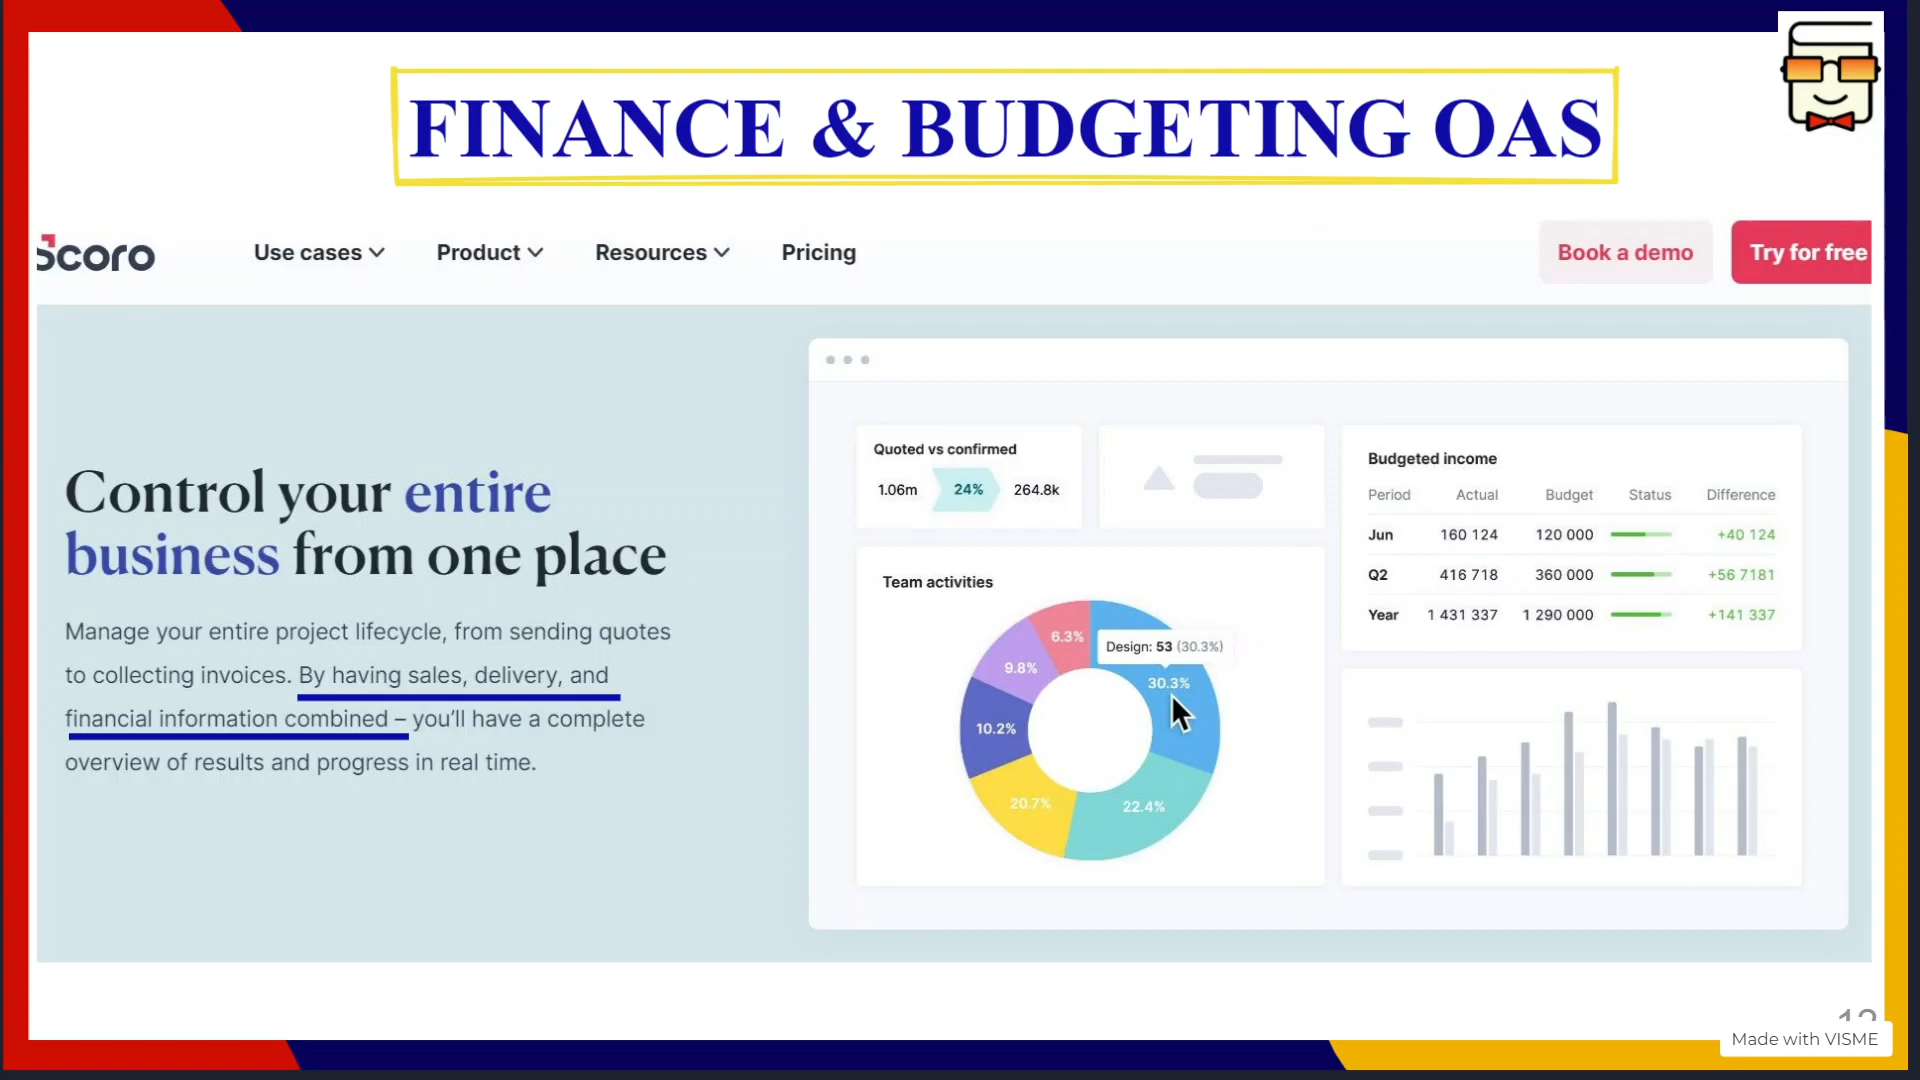 FINANCE & BUDGETING OAS
Scoro
Use cases
Product
Resources
Pricing
Book a demo
Try for free
Control your entire
business from one place
Manage your entire project lifecycle, from sending quotes
to collecting invoices. By having sales, delivery, and
financial information combined – you'll have a complete
overview of results and progress in real time.
Quoted vs confirmed
1.06m 24% 264.8k
Team activities
6.3%
Design: 53 (30.3%)
9.8%
30.3%
10.2%
20.7%
22.4%
Budgeted income
Period Actual Budget Status Difference
Jun 160 124 120 000 +40 124
Q2 416 718 360 000 +56 7181
Year 1 431 337 1 290 000 +141 337
Made with VISME